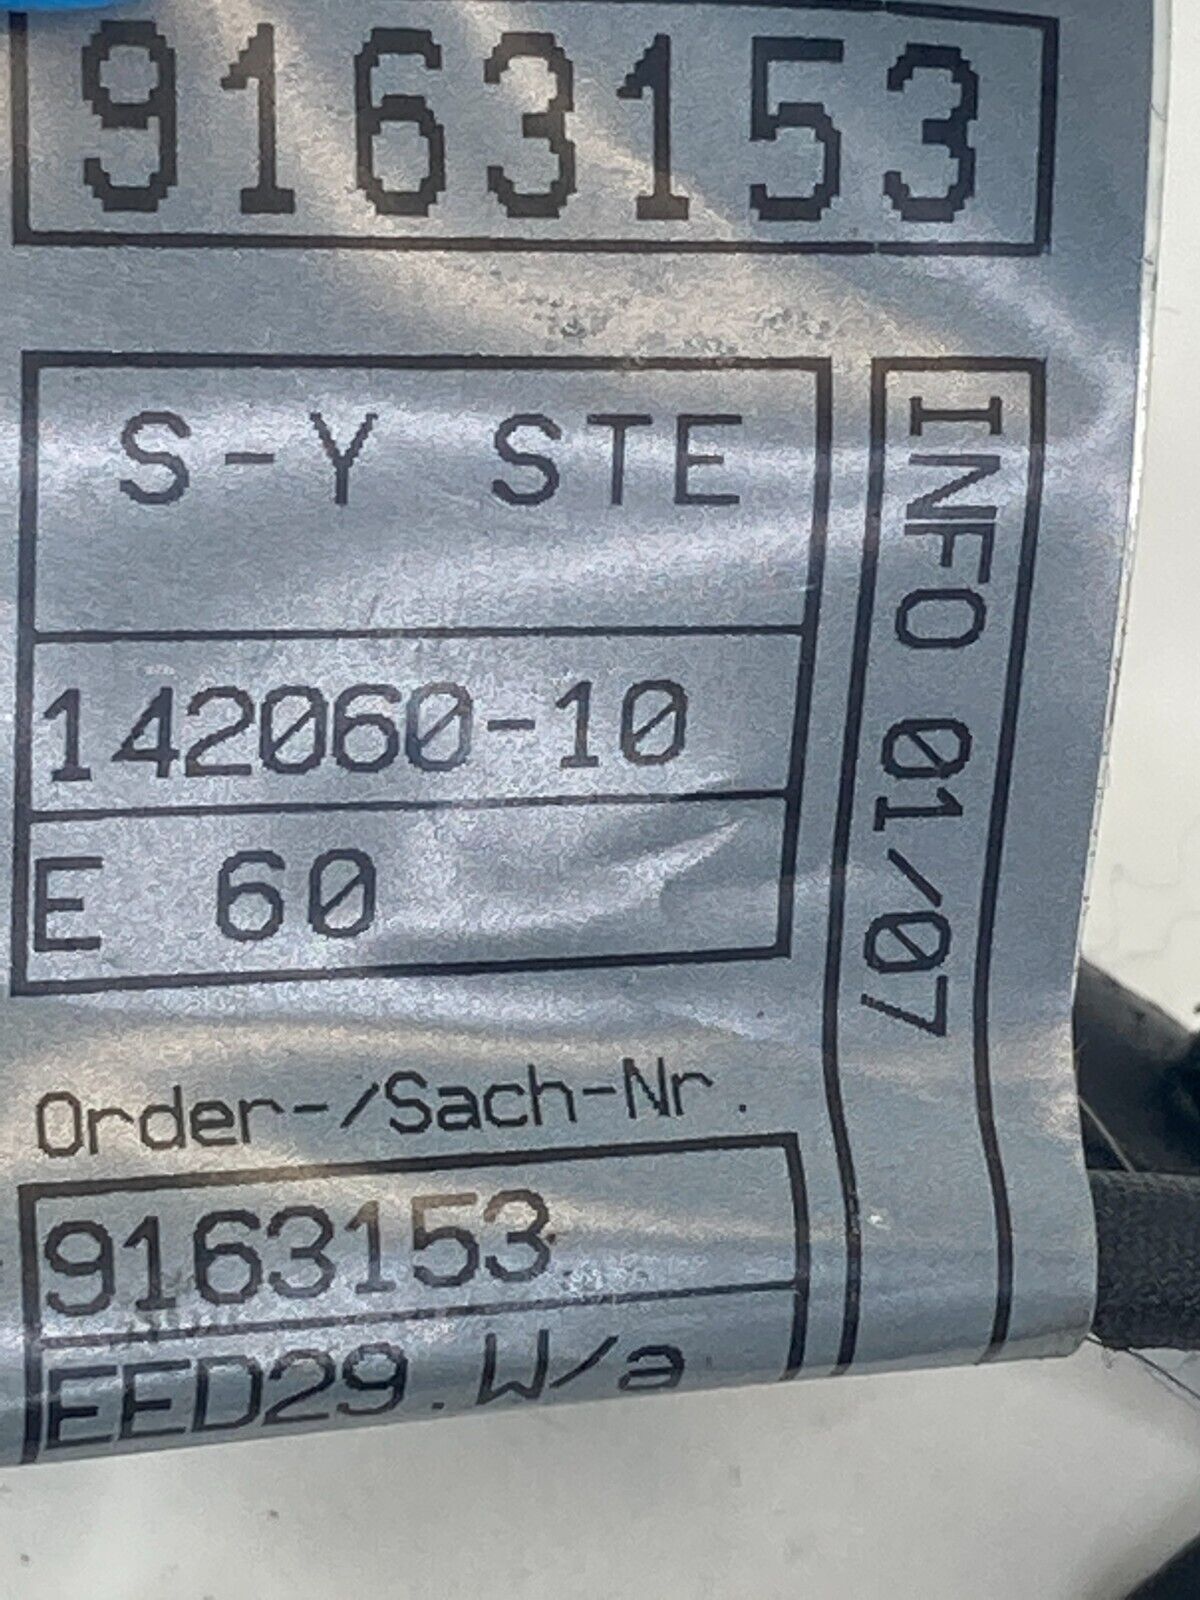 9163153
S-Y STE
142060-10
E 60
INFO 01/07
Order-/Sach-Nr.
9163153
EED29. W/a